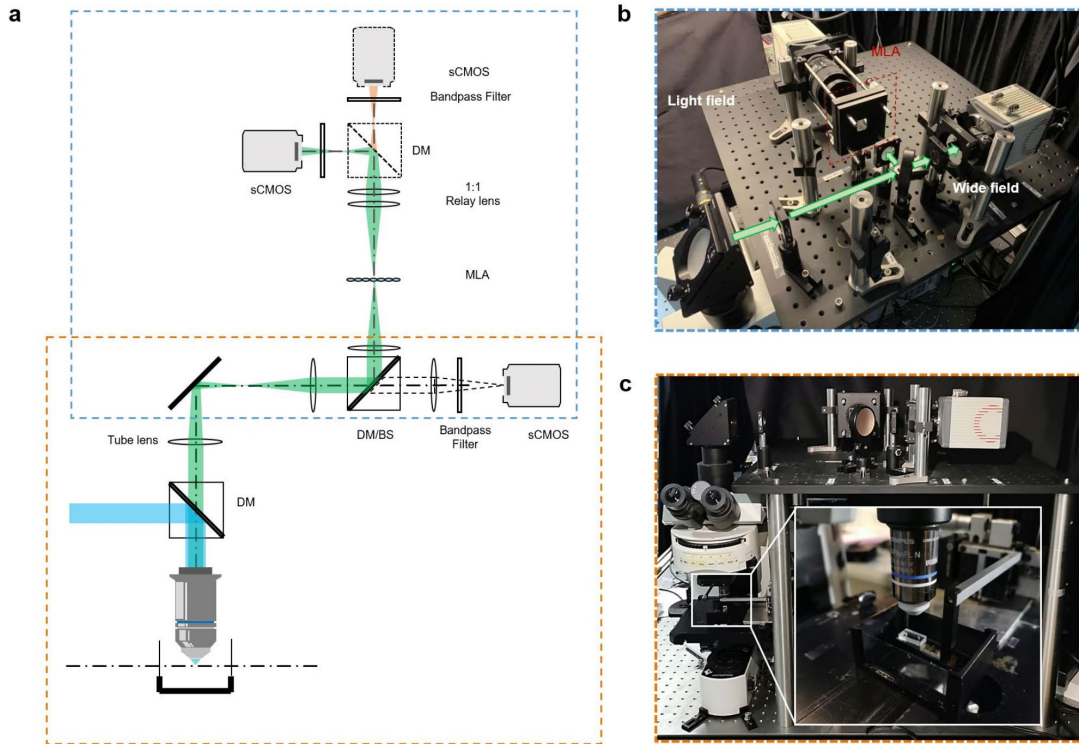 a
sCMOS
Bandpass Filter
DM
sCMOS
1:1
Relay lens
MLA
Tube lens
DM/BS
Bandpass
Filter
sCMOS
DM
b
MLA
Light field
Wide field
c